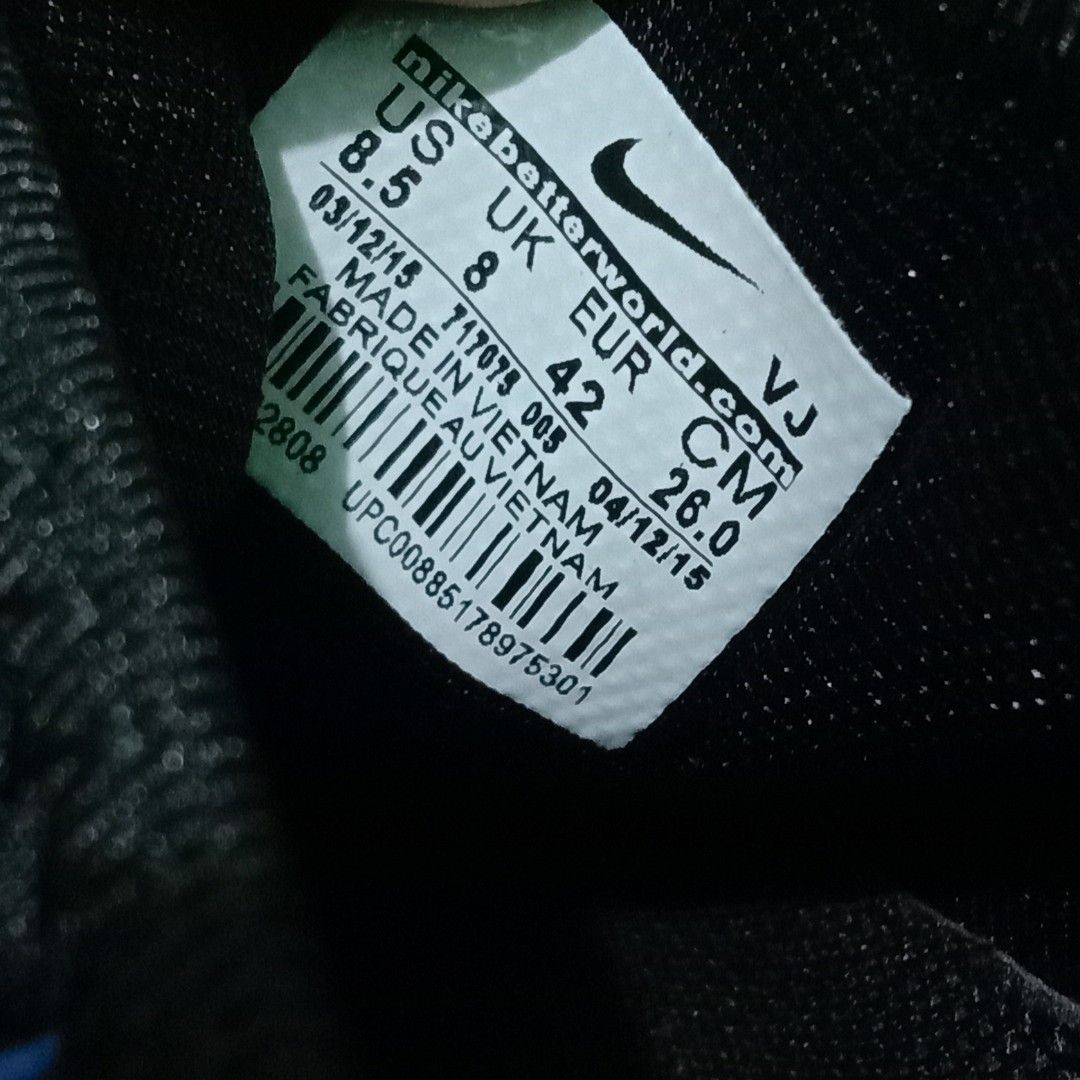 VJ
nikebetterworld.com
US UK EUR CM
8.5 8 42 26.0
03/12/15 717075 005 04/12/15
MADE IN VIETNAM
FABRIQUE AU VIETNAM
2808 UPC00885178975301